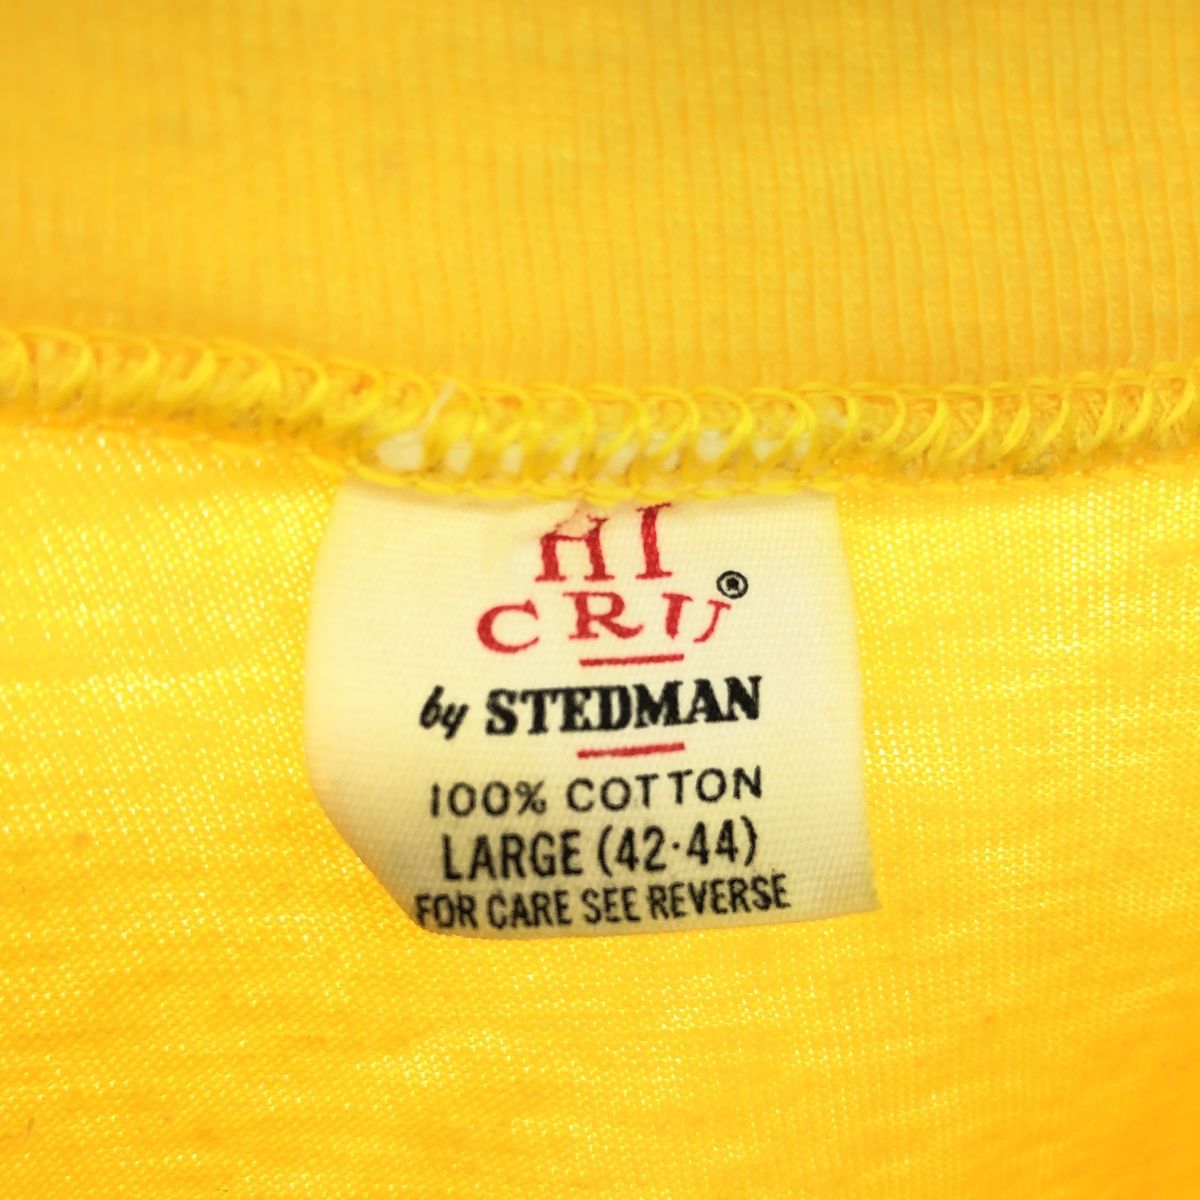 HI
CRU®
by STEDMAN
100% COTTON
LARGE (42·44)
FOR CARE SEE REVERSE